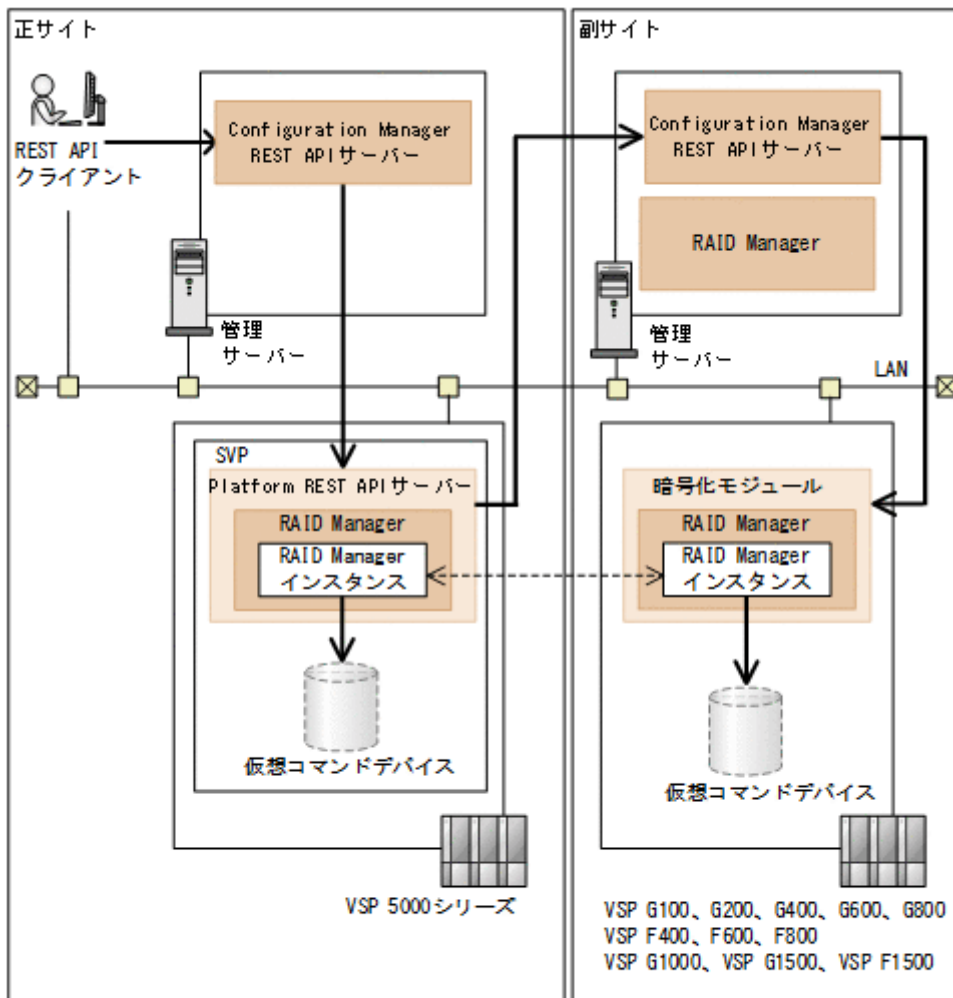 正サイト
REST API
クライアント
Configuration Manager
REST APIサーバー
管理
サーバー
SVP
Platform REST APIサーバー
RAID Manager
RAID Manager
インスタンス
仮想コマンドデバイス
VSP 5000シリーズ
副サイト
Configuration Manager
REST APIサーバー
RAID Manager
管理
サーバー
LAN
暗号化モジュール
RAID Manager
RAID Manager
インスタンス
仮想コマンドデバイス
VSP G100、G200、G400、G600、G800
VSP F400、F600、F800
VSP G1000、VSP G1500、VSP F1500